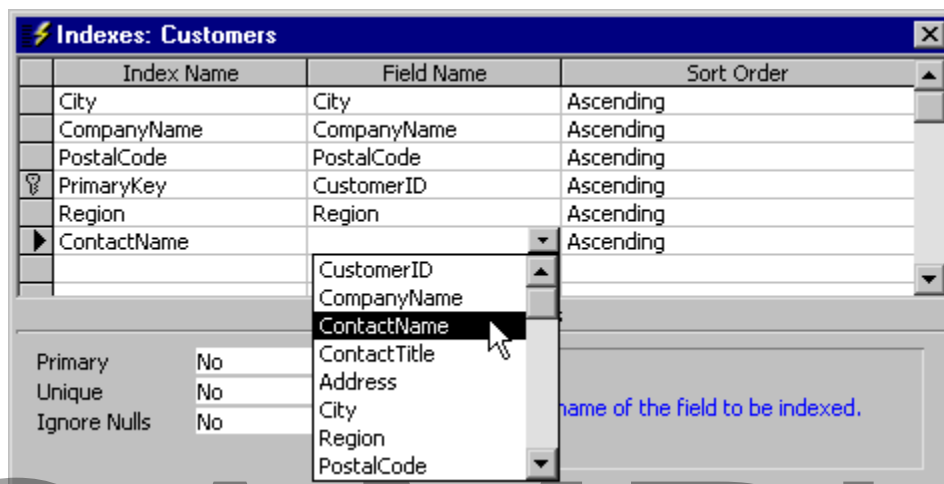 Indexes: Customers
Index Name Field Name Sort Order
City City Ascending
CompanyName CompanyName Ascending
PostalCode PostalCode Ascending
PrimaryKey CustomerID Ascending
Region Region Ascending
ContactName Ascending
CustomerID
CompanyName
ContactName
ContactTitle
Address
City
Region
PostalCode
Primary No
Unique No
Ignore Nulls No
name of the field to be indexed.